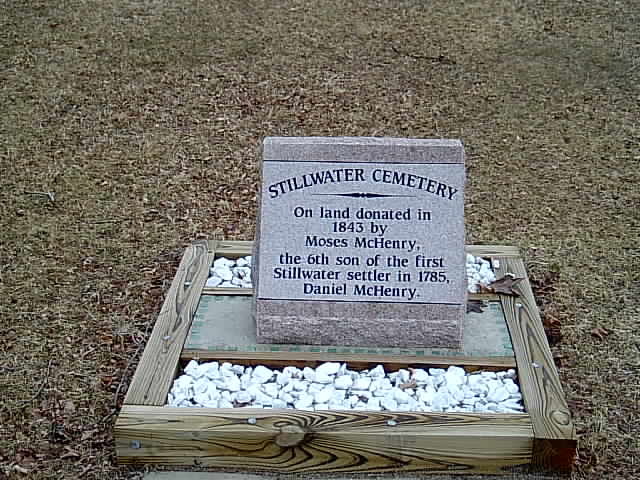 STILLWATER CEMETERY
On land donated in
1843 by
Moses McHenry,
the 6th son of the first
Stillwater settler in 1785,
Daniel McHenry.